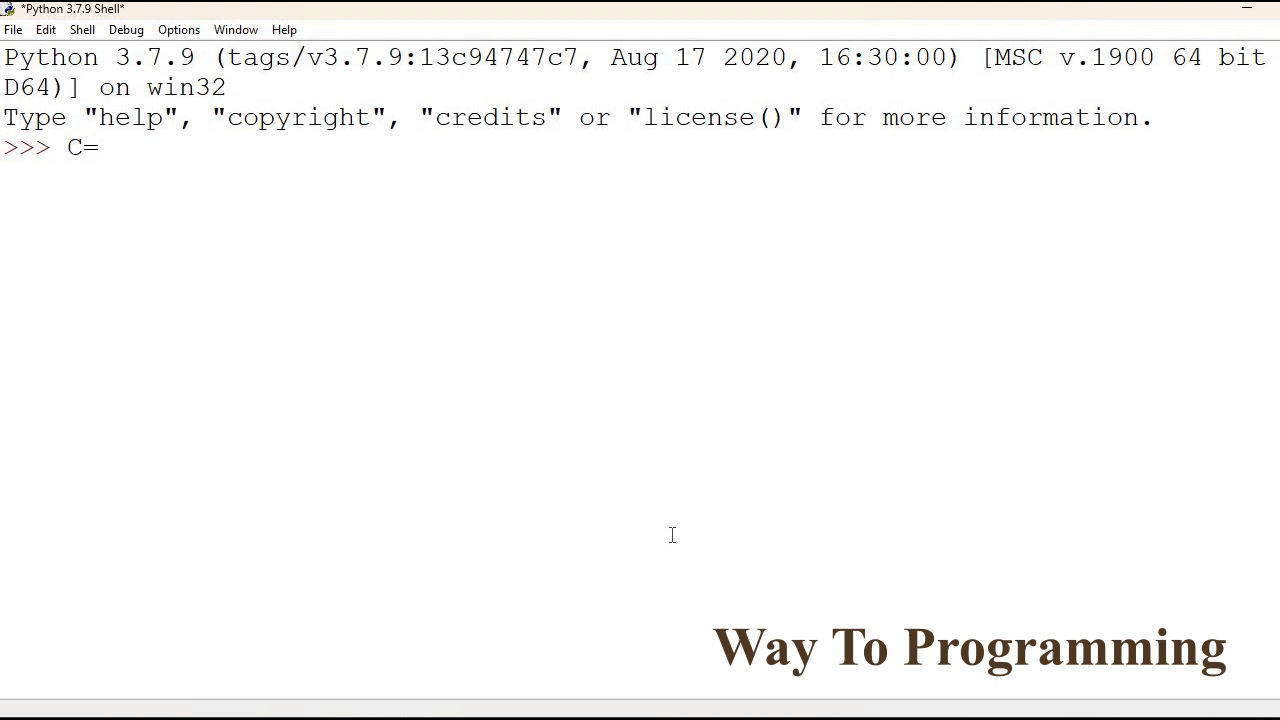 *Python 3.7.9 Shell*
File Edit Shell Debug Options Window Help
Python 3.7.9 (tags/v3.7.9:13c94747c7, Aug 17 2020, 16:30:00) [MSC v.1900 64 bit
D64)] on win32
Type "help", "copyright", "credits" or "license()" for more information.
>>> C=
Way To Programming